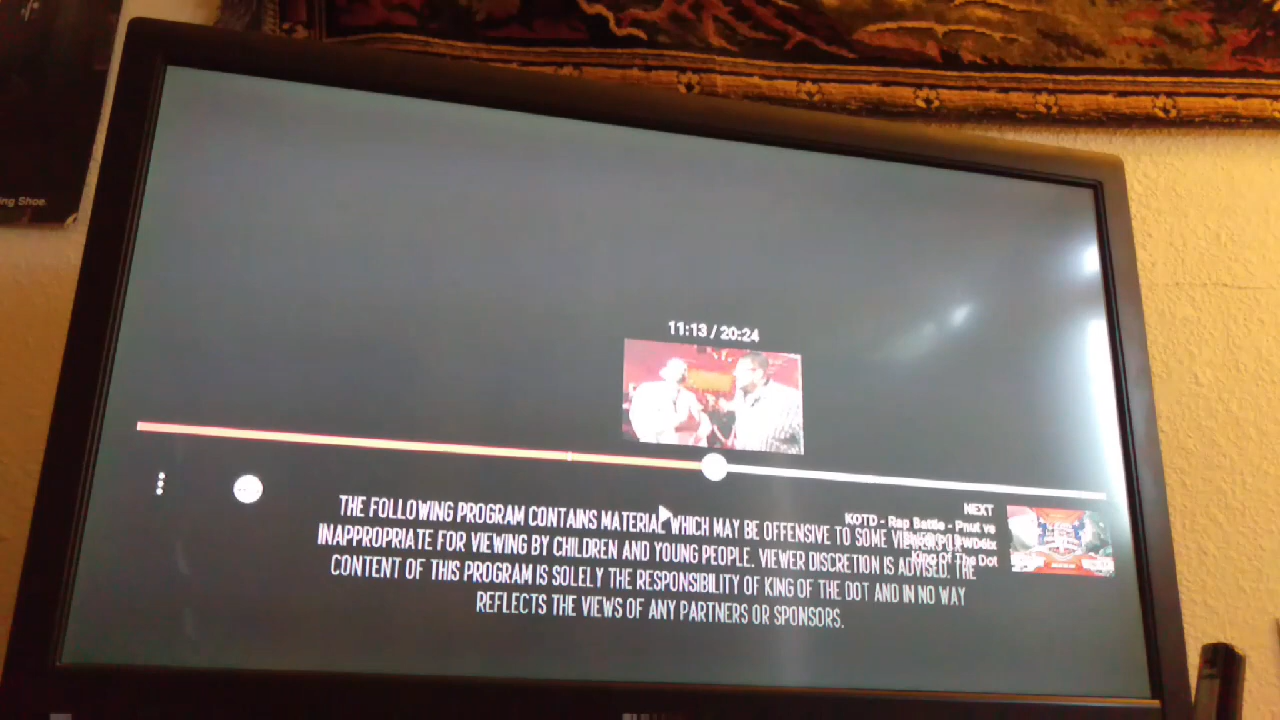 ing Shoe.
11:13 / 20:24
NEXT
KOTD - Rap Battle - Pnut vs
King Of The Dot
THE FOLLOWING PROGRAM CONTAINS MATERIAL WHICH MAY BE OFFENSIVE TO SOME VIEWERS OR
INAPPROPRIATE FOR VIEWING BY CHILDREN AND YOUNG PEOPLE. VIEWER DISCRETION IS ADVISED. THE
CONTENT OF THIS PROGRAM IS SOLELY THE RESPONSIBILITY OF KING OF THE DOT AND IN NO WAY
REFLECTS THE VIEWS OF ANY PARTNERS OR SPONSORS.